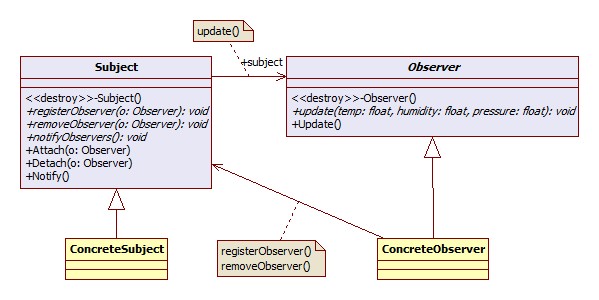 update()
+subject
Subject
<<destroy>>-Subject()
+registerObserver(o: Observer): void
+removeObserver(o: Observer): void
+notifyObservers(): void
+Attach(o: Observer)
+Detach(o: Observer)
+Notify()
Observer
<<destroy>>-Observer()
+update(temp: float, humidity: float, pressure: float): void
+Update()
ConcreteSubject
registerObserver()
removeObserver()
ConcreteObserver